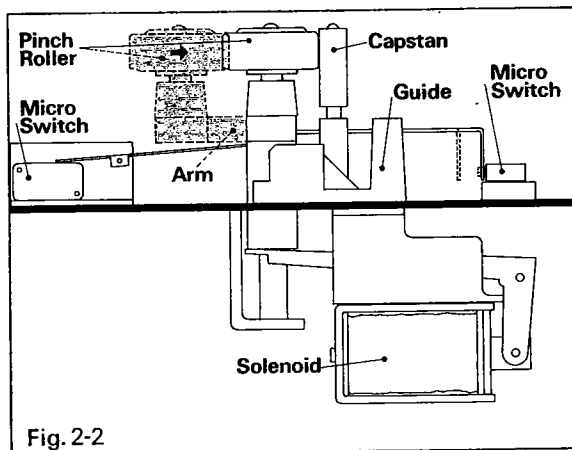 Pinch
Roller
Capstan
Micro
Switch
Guide
Micro
Switch
Arm
Solenoid
Fig. 2-2